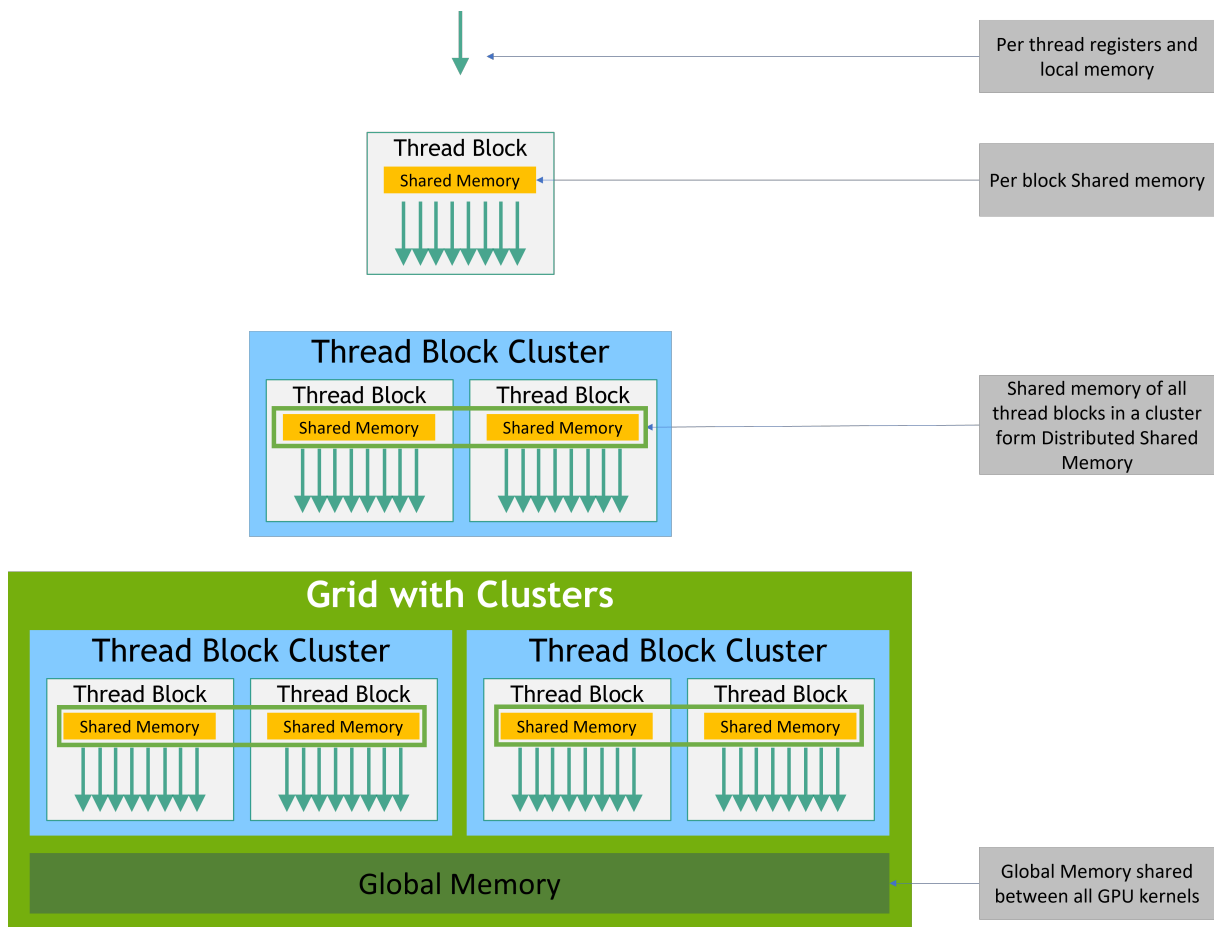 Per thread registers and
local memory
Thread Block
Shared Memory
Per block Shared memory
Thread Block Cluster
Thread Block
Thread Block
Shared Memory
Shared Memory
Shared memory of all
thread blocks in a cluster
form Distributed Shared
Memory
Grid with Clusters
Thread Block Cluster
Thread Block Cluster
Thread Block
Thread Block
Thread Block
Thread Block
Shared Memory
Shared Memory
Shared Memory
Shared Memory
Global Memory
Global Memory shared
between all GPU kernels